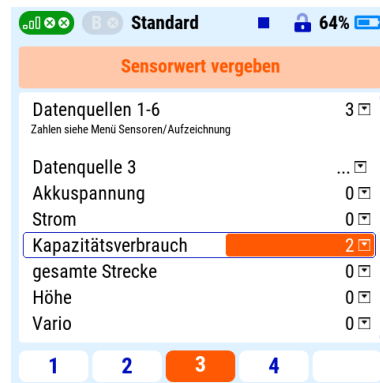 B Standard 64%
Sensorwert vergeben
Datenquellen 1-6 3
Zahlen siehe Menü Sensoren/Aufzeichnung
Datenquelle 3 ...
Akkuspannung 0
Strom 0
Kapazitätsverbrauch 2
gesamte Strecke 0
Höhe 0
Vario 0
1 2 3 4